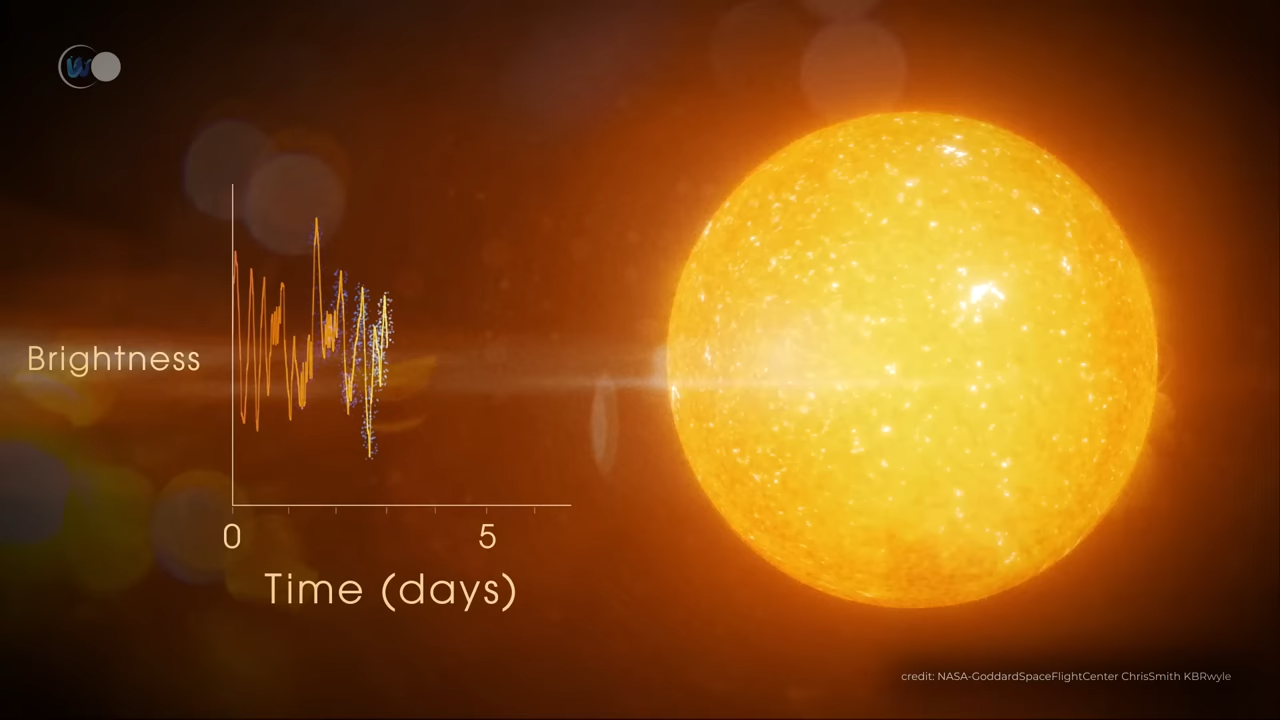 Brightness
0
5
Time (days)
credit: NASA-GoddardSpaceFlightCenter ChrisSmith KBRwyle